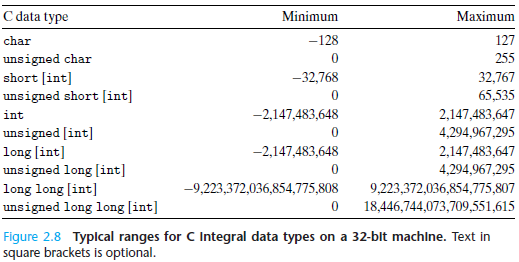 C data type Minimum Maximum
char −128 127
unsigned char 0 255
short [int] −32,768 32,767
unsigned short [int] 0 65,535
int −2,147,483,648 2,147,483,647
unsigned [int] 0 4,294,967,295
long [int] −2,147,483,648 2,147,483,647
unsigned long [int] 0 4,294,967,295
long long [int] −9,223,372,036,854,775,808 9,223,372,036,854,775,807
unsigned long long [int] 0 18,446,744,073,709,551,615
Figure 2.8 Typical ranges for C integral data types on a 32-bit machine. Text in
square brackets is optional.